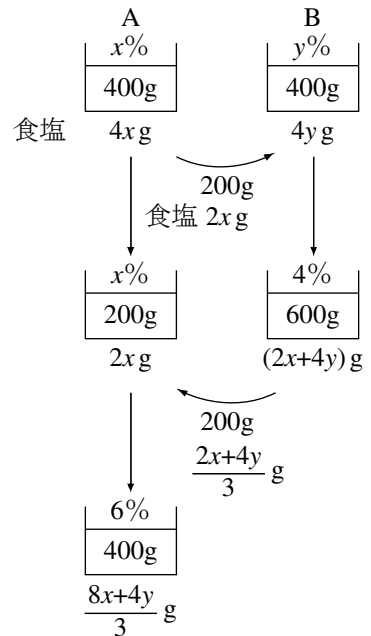 A B
x% y%
400g 400g
食塩 4x g 4y g
200g
食塩 2x g
x% 4%
200g 600g
2x g (2x+4y) g
200g
2x+4y
3 g
6%
400g
8x+4y
3 g